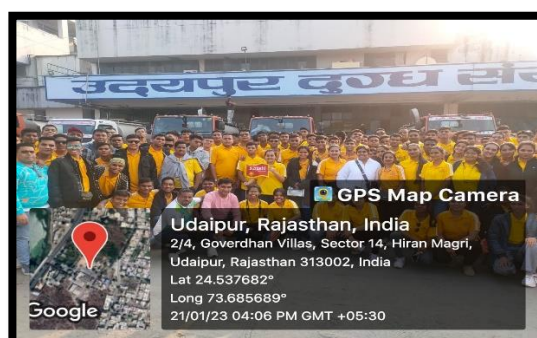 उदयपुर दुग्ध सं
GPS Map Camera
Udaipur, Rajasthan, India
2/4, Goverdhan Villas, Sector 14, Hiran Magri,
Udaipur, Rajasthan 313002, India
Lat 24.537682°
Long 73.685689°
21/01/23 04:06 PM GMT +05:30
Google